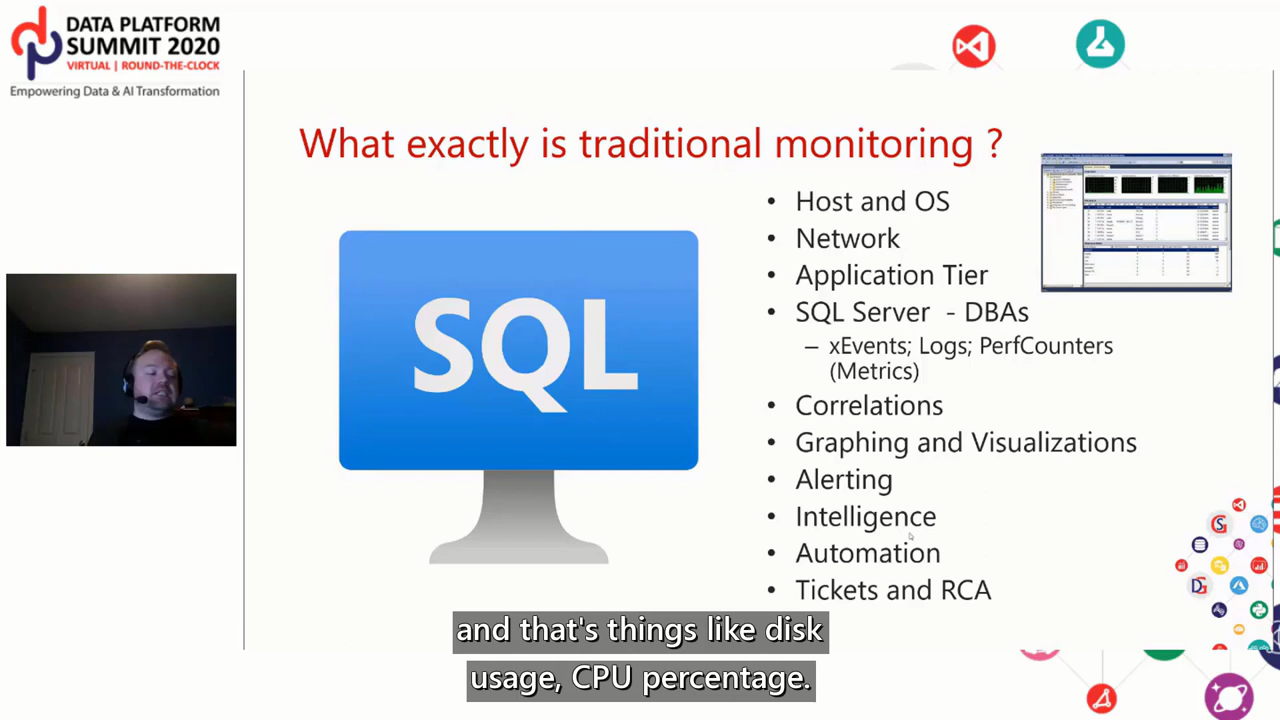 DATA PLATFORM
SUMMIT 2020
VIRTUAL | ROUND-THE-CLOCK
Empowering Data & AI Transformation
What exactly is traditional monitoring ?
SQL
• Host and OS
• Network
• Application Tier
• SQL Server - DBAs
– xEvents; Logs; PerfCounters
(Metrics)
• Correlations
• Graphing and Visualizations
• Alerting
• Intelligence
• Automation
• Tickets and RCA
and that's things like disk
usage, CPU percentage.